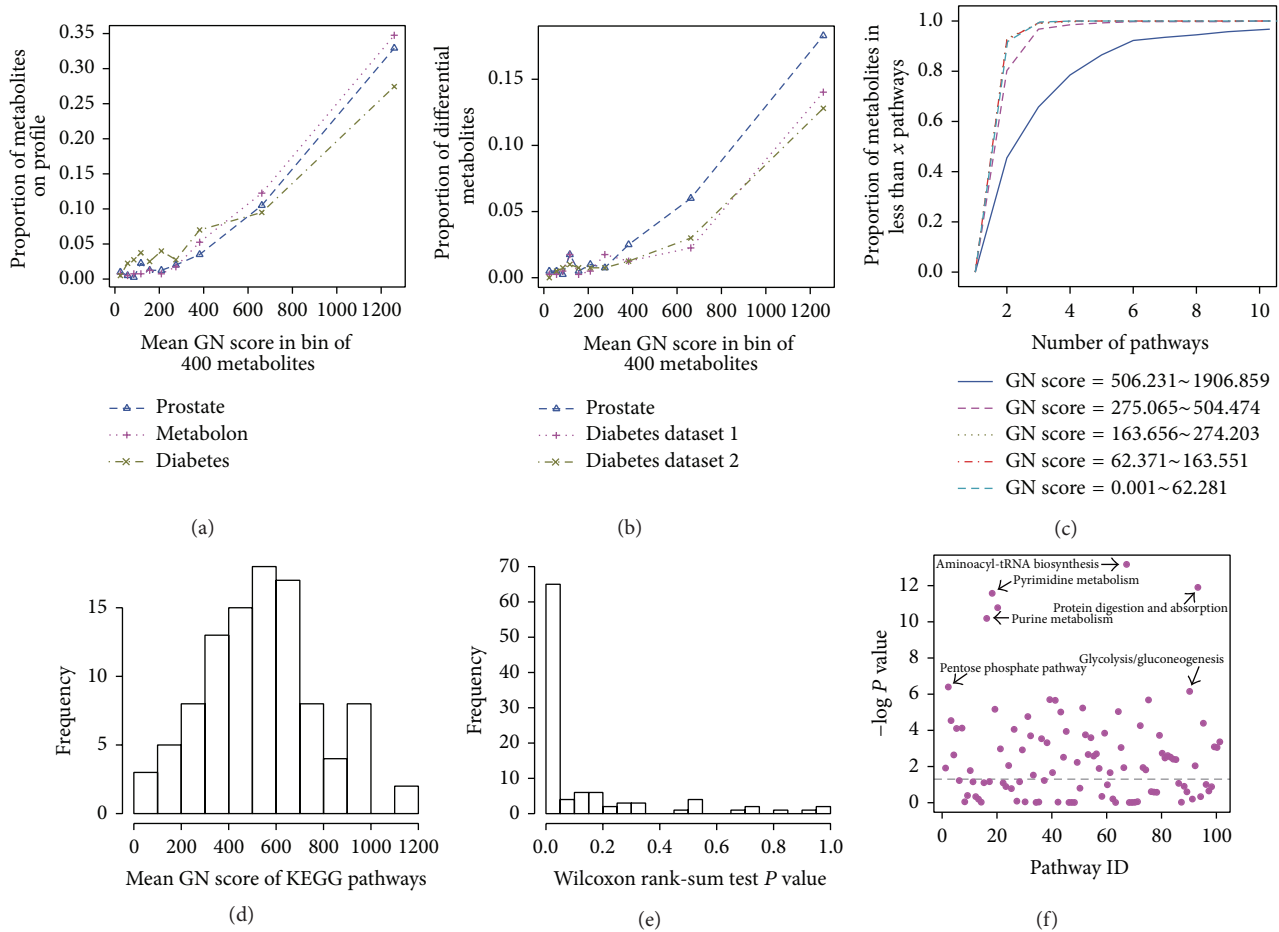 Proportion of metabolites
on profile
0.35
0.30
0.25
0.20
0.15
0.10
0.05
0.00
0 200 400 600 800 1000 1200
Mean GN score in bin of
400 metabolites
Prostate
Metabolon
Diabetes
(a)
Proportion of differential
metabolites
0.15
0.10
0.05
0.00
0 200 400 600 800 1000 1200
Mean GN score in bin of
400 metabolites
Prostate
Diabetes dataset 1
Diabetes dataset 2
(b)
Proportion of metabolites in
less than x pathways
1.0
0.8
0.6
0.4
0.2
0.0
2 4 6 8 10
Number of pathways
GN score = 506.231~1906.859
GN score = 275.065~504.474
GN score = 163.656~274.203
GN score = 62.371~163.551
GN score = 0.001~62.281
(c)
Frequency
15
10
5
0
0 200 400 600 800 1000 1200
Mean GN score of KEGG pathways
(d)
Frequency
70
60
50
40
30
20
10
0
0.0 0.2 0.4 0.6 0.8 1.0
Wilcoxon rank-sum test P value
(e)
−log P value
12
10
8
6
4
2
0
Aminoacyl-tRNA biosynthesis
Pyrimidine metabolism
Protein digestion and absorption
Purine metabolism
Glycolysis/gluconeogenesis
Pentose phosphate pathway
0 20 40 60 80 100
Pathway ID
(f)